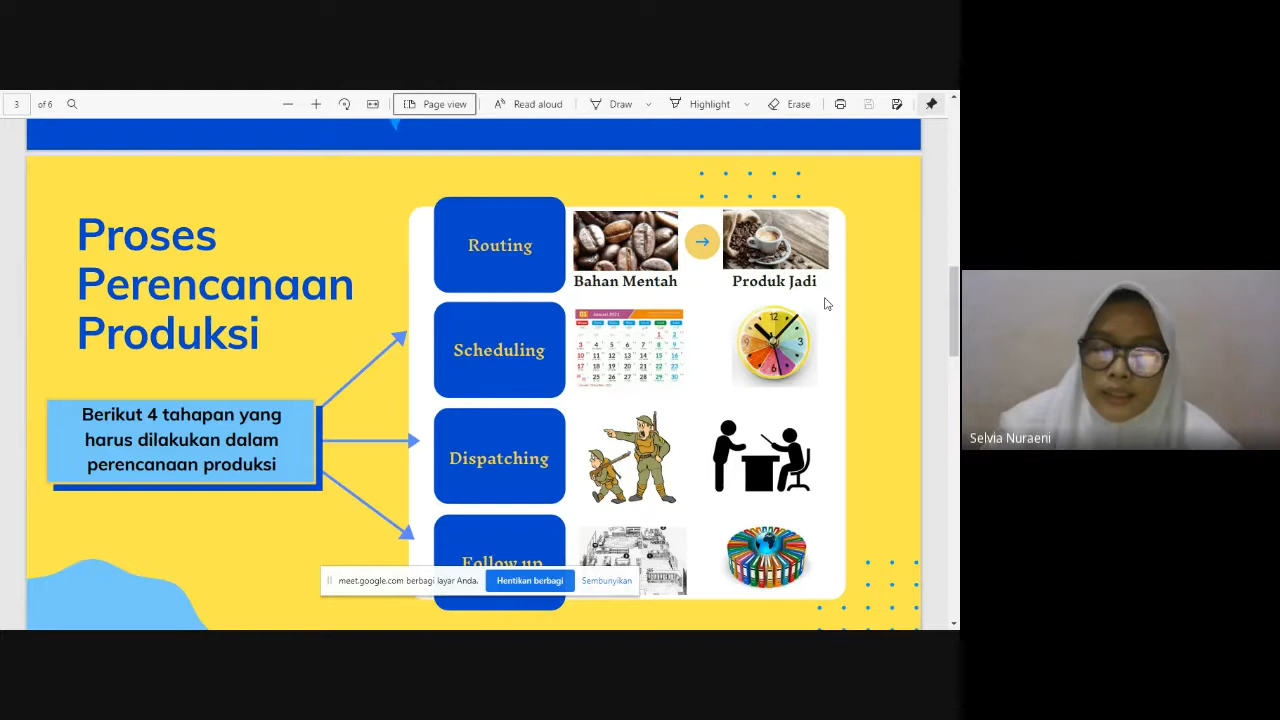 3 of 6
Page view
Read aloud
Draw
Highlight
Erase
Proses
Perencanaan
Produksi
Berikut 4 tahapan yang
harus dilakukan dalam
perencanaan produksi
Routing
Bahan Mentah
Produk Jadi
Scheduling
Januari 2021
Dispatching
Follow up
meet.google.com berbagi layar Anda.
Hentikan berbagi
Sembunyikan
Selvia Nuraeni